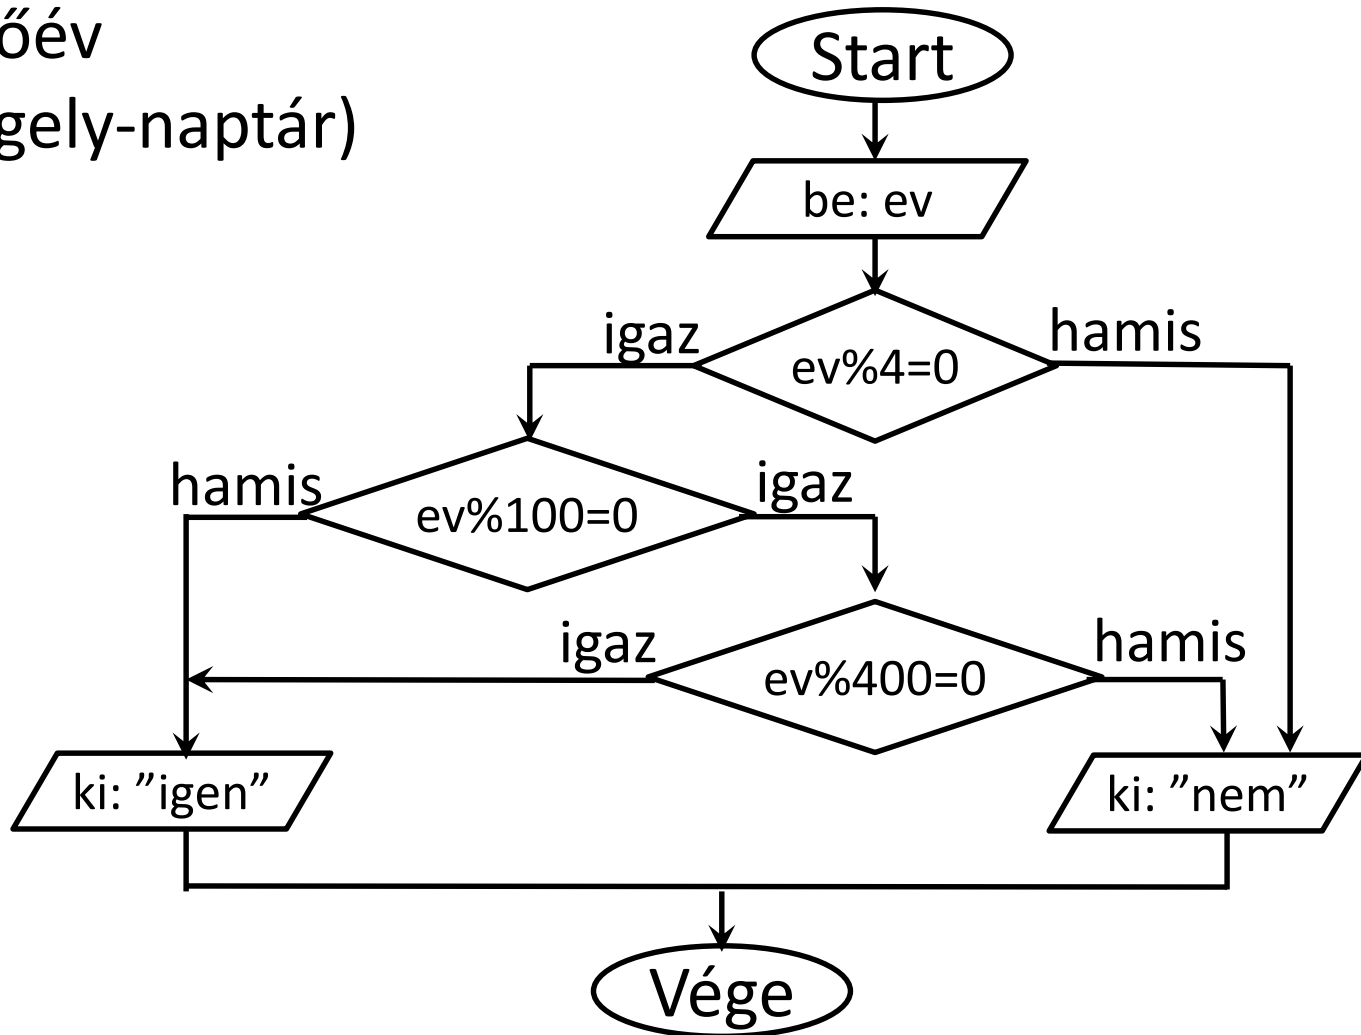 őév
gely-naptár)
Start
be: ev
igaz
hamis
ev%4=0
hamis
igaz
ev%100=0
igaz
hamis
ev%400=0
ki: ”igen”
ki: ”nem”
Vége